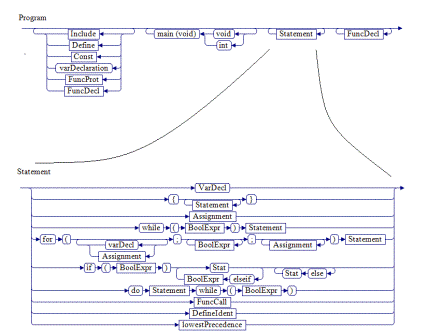 Program
Include main (void) void Statement FuncDecl
Define int
Const
varDeclaration
FuncProt
FuncDecl
Statement
VarDecl
{ Statement }
Assignment
while ( BoolExpr ) Statement
for ( varDecl ; BoolExpr ; Assignment ) Statement
Assignment
if ( BoolExpr ) Stat Stat else
BoolExpr elseif
do Statement while ( BoolExpr )
FuncCall
DefineIdent
lowestPrecedence